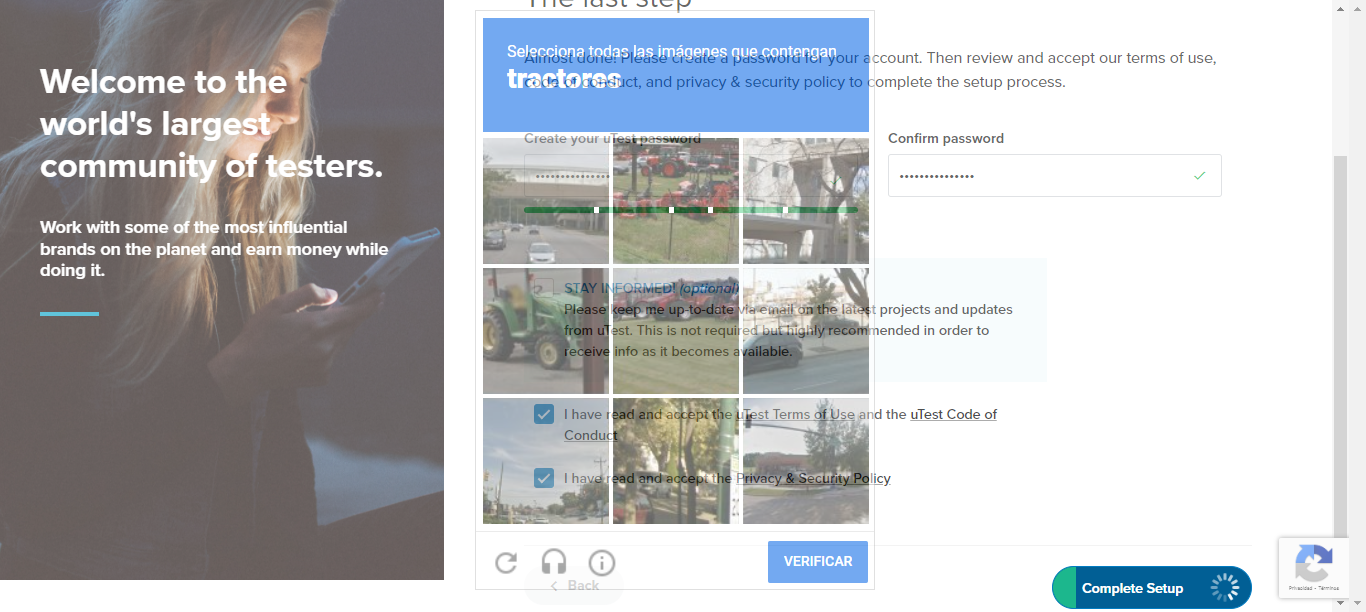 Welcome to the
world's largest
community of testers.
Work with some of the most influential
brands on the planet and earn money while
doing it.
The last step
Almost done! Please create a password for your account. Then review and accept our terms of use,
code of conduct, and privacy & security policy to complete the setup process.
Selecciona todas las imágenes que contengan
tractores
Create your uTest password
Confirm password
STAY INFORMED! (optional)
Please keep me up-to-date via email on the latest projects and updates
from uTest. This is not required but highly recommended in order to
receive info as it becomes available.
I have read and accept the uTest Terms of Use and the uTest Code of
Conduct
I have read and accept the Privacy & Security Policy
VERIFICAR
Back
Complete Setup
Privacidad - Términos